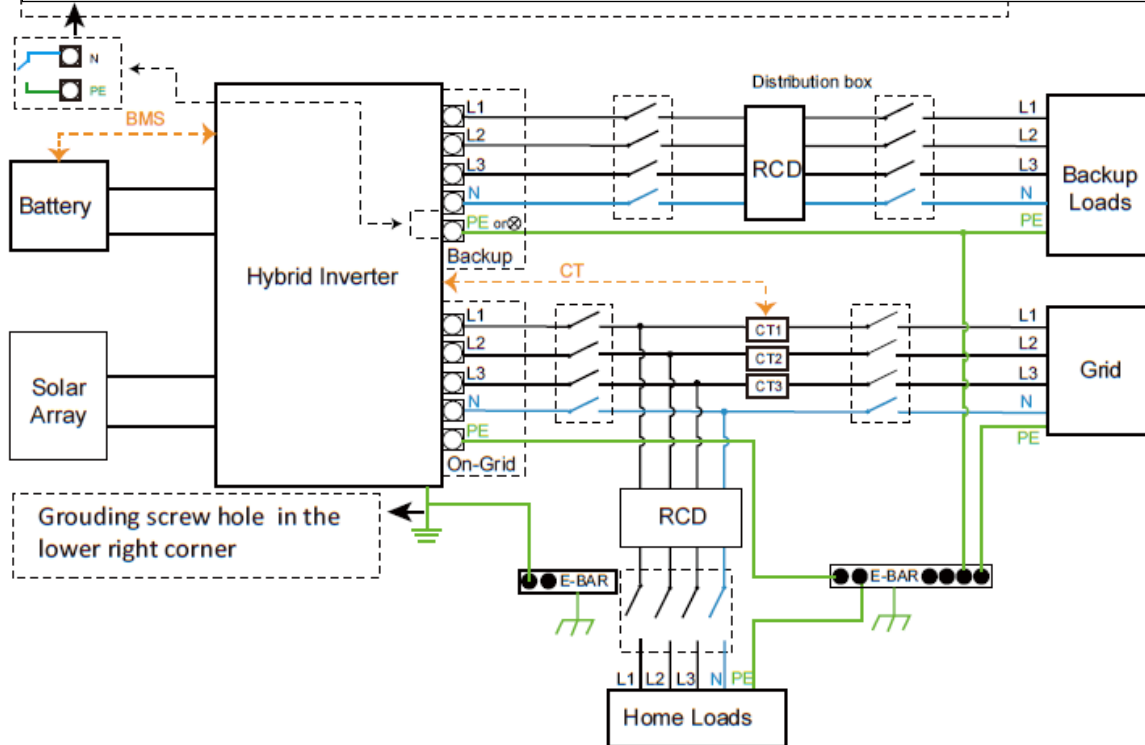 N
PE
BMS
Battery
Solar
Array
Hybrid Inverter
L1
L2
L3
N
PE or⊗
Backup
Distribution box
RCD
L1
L2
L3
N
PE
Backup
Loads
CT
L1
L2
L3
N
PE
On-Grid
CT1
CT2
CT3
L1
L2
L3
N
PE
Grid
Grouding screw hole in the
lower right corner
RCD
E-BAR
E-BAR
L1 L2 L3 N PE
Home Loads